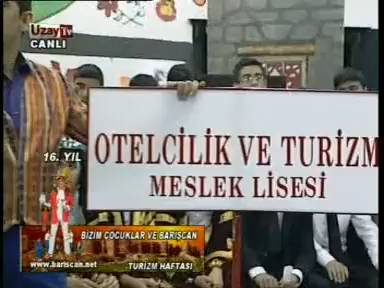 Uzay Tv
CANLI
16. YIL
OTELCİLİK VE TURİZM
MESLEK LİSESİ
BİZİM ÇOCUKLAR VE BARIŞCAN
www.bariscan.net
TURİZM HAFTASI